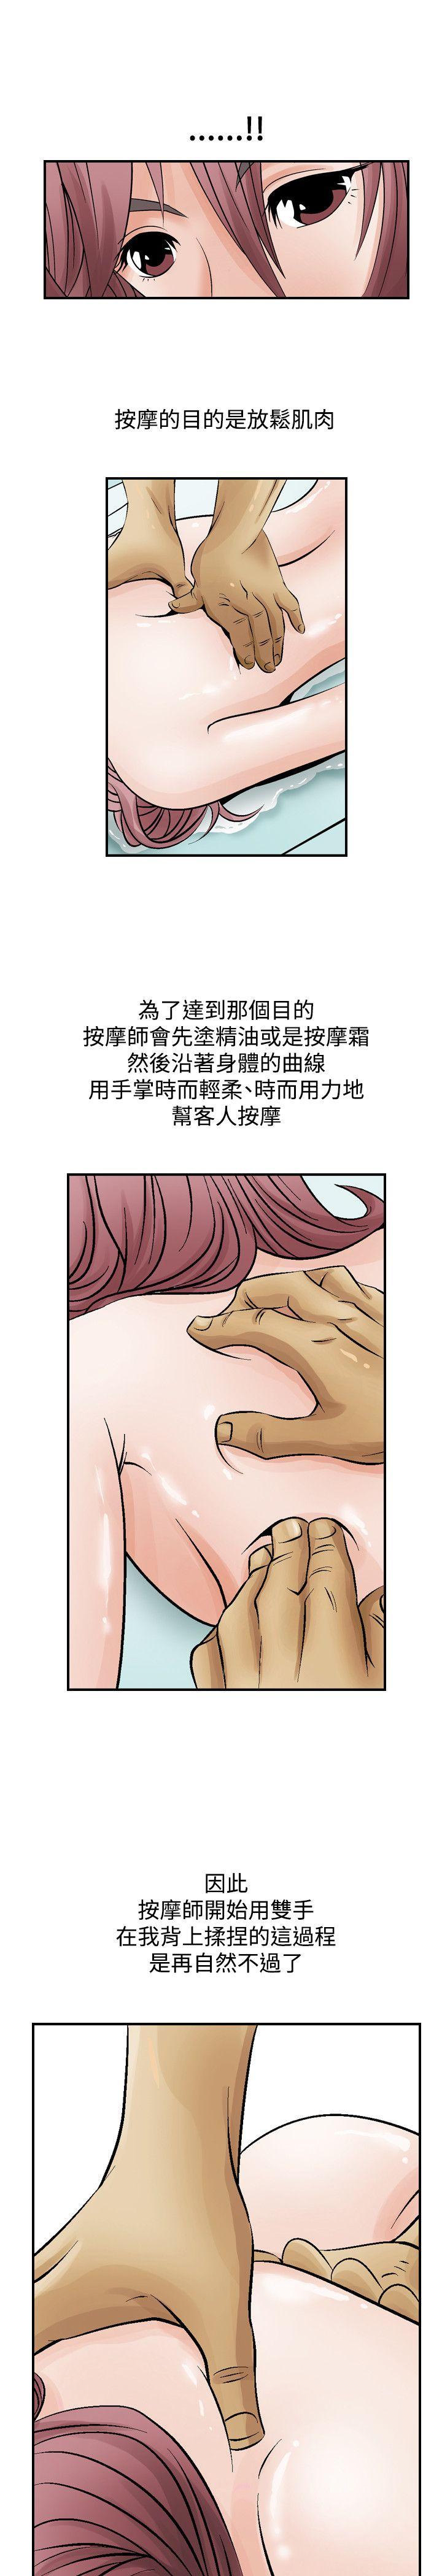 ......!!
按摩的目的是放鬆肌肉
為了達到那個目的
按摩師會先塗精油或是按摩霜
然後沿著身體的曲線
用手掌時而輕柔、時而用力地
幫客人按摩
因此
按摩師開始用雙手
在我背上揉捏的這過程
是再自然不過了